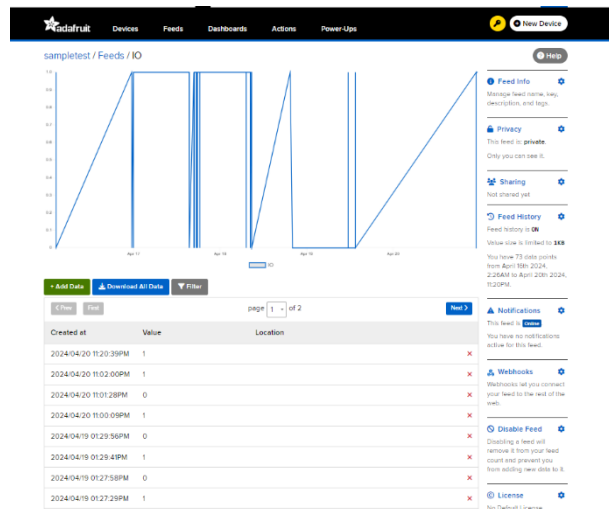 adafruit Devices Feeds Dashboards Actions Power-Ups New Device
sampletest / Feeds / IO
Help
1.0
0.9
0.8
0.7
0.6
0.5
0.4
0.3
0.2
0.1
0
Apr 17 Apr 18 Apr 19 Apr 20
IO
+ Add Data Download All Data Filter
< Prev First page 1 of 2 Next >
Created at Value Location
2024/04/20 11:20:39PM 1
2024/04/20 11:02:00PM 1
2024/04/20 11:01:28PM 0
2024/04/20 11:00:09PM 1
2024/04/19 01:29:56PM 0
2024/04/19 01:29:41PM 1
2024/04/19 01:27:58PM 0
2024/04/19 01:27:29PM 1
Feed Info
Manage feed name, key,
description, and tags.
Privacy
This feed is: private.
Only you can see it.
Sharing
Not shared yet
Feed History
Feed history is ON
Value size is limited to 1KB
You have 73 data points
from April 16th 2024,
2:26AM to April 20th 2024,
11:20PM.
Notifications
This feed is Online
You have no notifications
active for this feed.
Webhooks
Webhooks let you connect
your feed to the rest of the
web.
Disable Feed
Disabling a feed will
remove it from your feed
count and prevent you
from adding new data to it.
License
No Default License